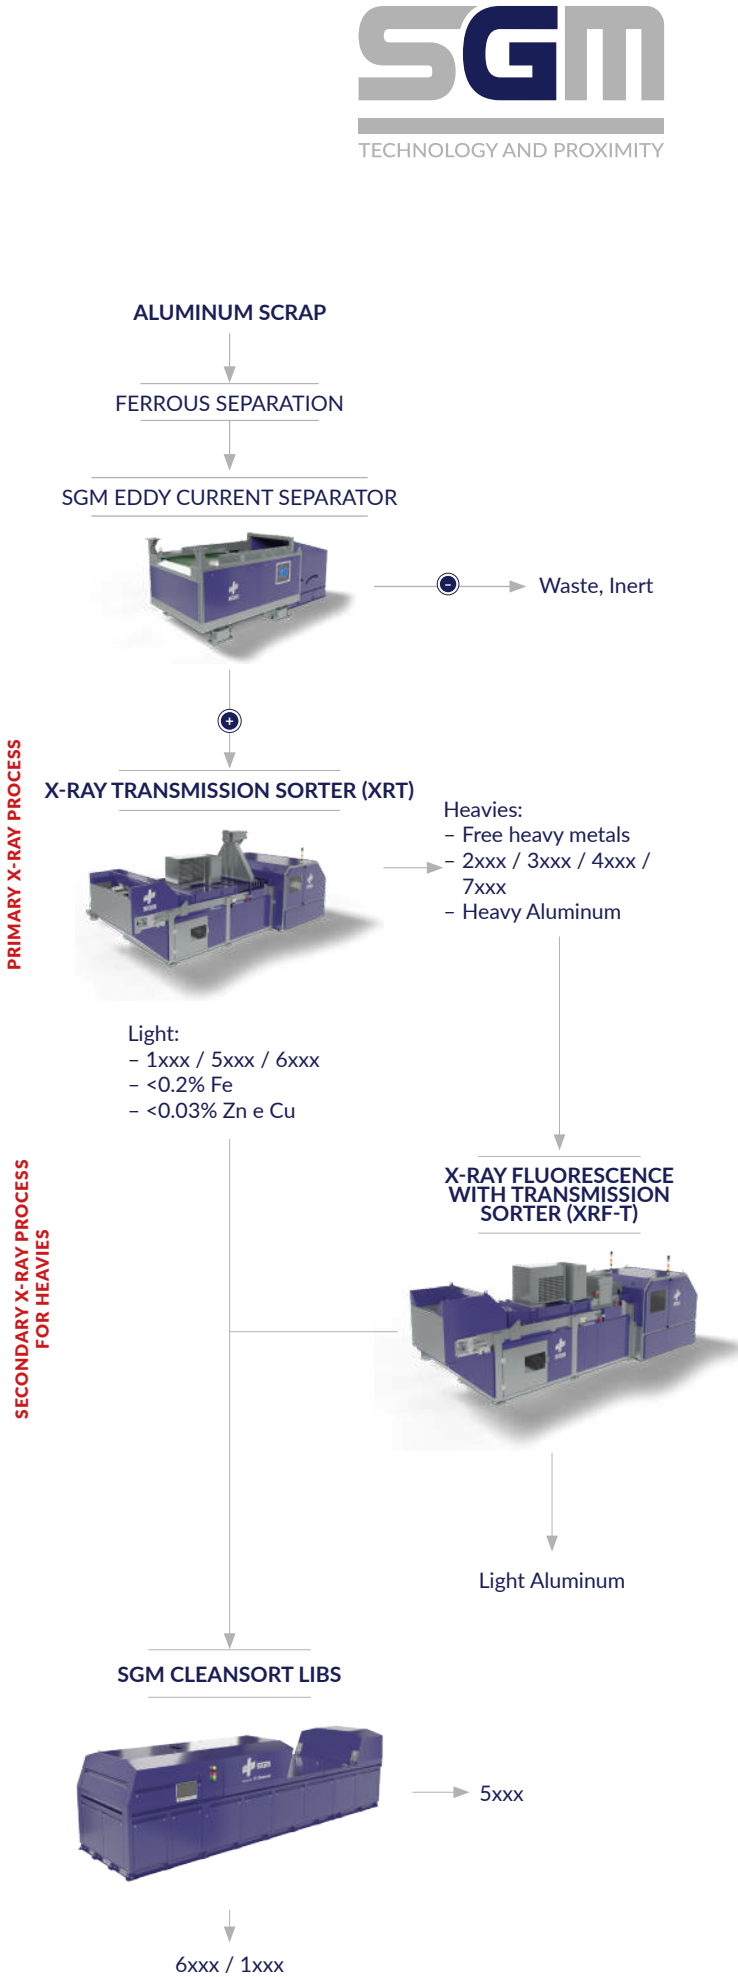 SGM
TECHNOLOGY AND PROXIMITY
ALUMINUM SCRAP
FERROUS SEPARATION
SGM EDDY CURRENT SEPARATOR
–
Waste, Inert
+
PRIMARY X-RAY PROCESS
X-RAY TRANSMISSION SORTER (XRT)
Heavies:
– Free heavy metals
– 2xxx / 3xxx / 4xxx /
7xxx
– Heavy Aluminum
Light:
– 1xxx / 5xxx / 6xxx
– <0.2% Fe
– <0.03% Zn e Cu
SECONDARY X-RAY PROCESS
FOR HEAVIES
X-RAY FLUORESCENCE
WITH TRANSMISSION
SORTER (XRF-T)
Light Aluminum
SGM CLEANSORT LIBS
SGM
5xxx
6xxx / 1xxx